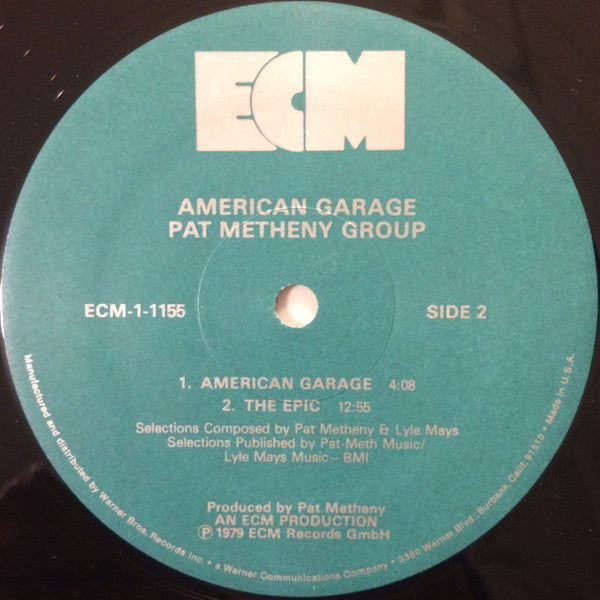 ECM
AMERICAN GARAGE
PAT METHENY GROUP
ECM-1-1155
SIDE 2
1. AMERICAN GARAGE 4:08
2. THE EPIC 12:55
Selections Composed by Pat Metheny & Lyle Mays
Selections Published by Pat-Meth Music/
Lyle Mays Music—BMI
Produced by Pat Methany
AN ECM PRODUCTION
℗ 1979 ECM Records GmbH
Manufactured and distributed by Warner Bros. Records Inc. • a Warner Communications Company • 3300 Warner Blvd., Burbank, Calif. 91510 • Made in U.S.A.